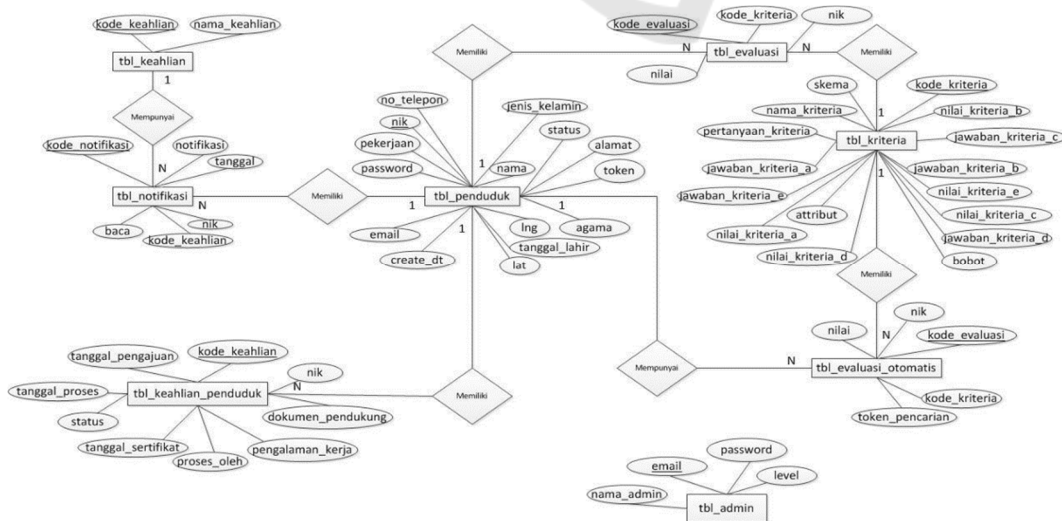 kode_keahlian
nama_keahlian
tbl_keahlian
1
Mempunyai
kode_notifikasi
notifikasi
tanggal
N
tbl_notifikasi
N
baca
nik
kode_keahlian
Memiliki
Memiliki
no_telepon
nik
pekerjaan
password
jenis_kelamin
status
alamat
token
nama
1
tbl_penduduk
1
1
1
email
create_dt
lng
tanggal_lahir
lat
agama
kode_evaluasi
kode_kriteria
nik
N
tbl_evaluasi
N
nilai
Memiliki
skema
kode_kriteria
nama_kriteria
nilai_kriteria_b
1
pertanyaan_kriteria
tbl_kriteria
jawaban_kriteria_c
jawaban_kriteria_a
1
jawaban_kriteria_b
jawaban_kriteria_e
nilai_kriteria_e
attribut
nilai_kriteria_c
nilai_kriteria_a
jawaban_kriteria_d
nilai_kriteria_d
bobot
Memiliki
nilai
nik
N
kode_evaluasi
Mempunyai
N
tbl_evaluasi_otomatis
kode_kriteria
token_pencarian
tanggal_pengajuan
kode_keahlian
nik
tanggal_proses
tbl_keahlian_penduduk
N
Memiliki
status
dokumen_pendukung
tanggal_sertifikat
proses_oleh
pengalaman_kerja
password
email
level
nama_admin
tbl_admin